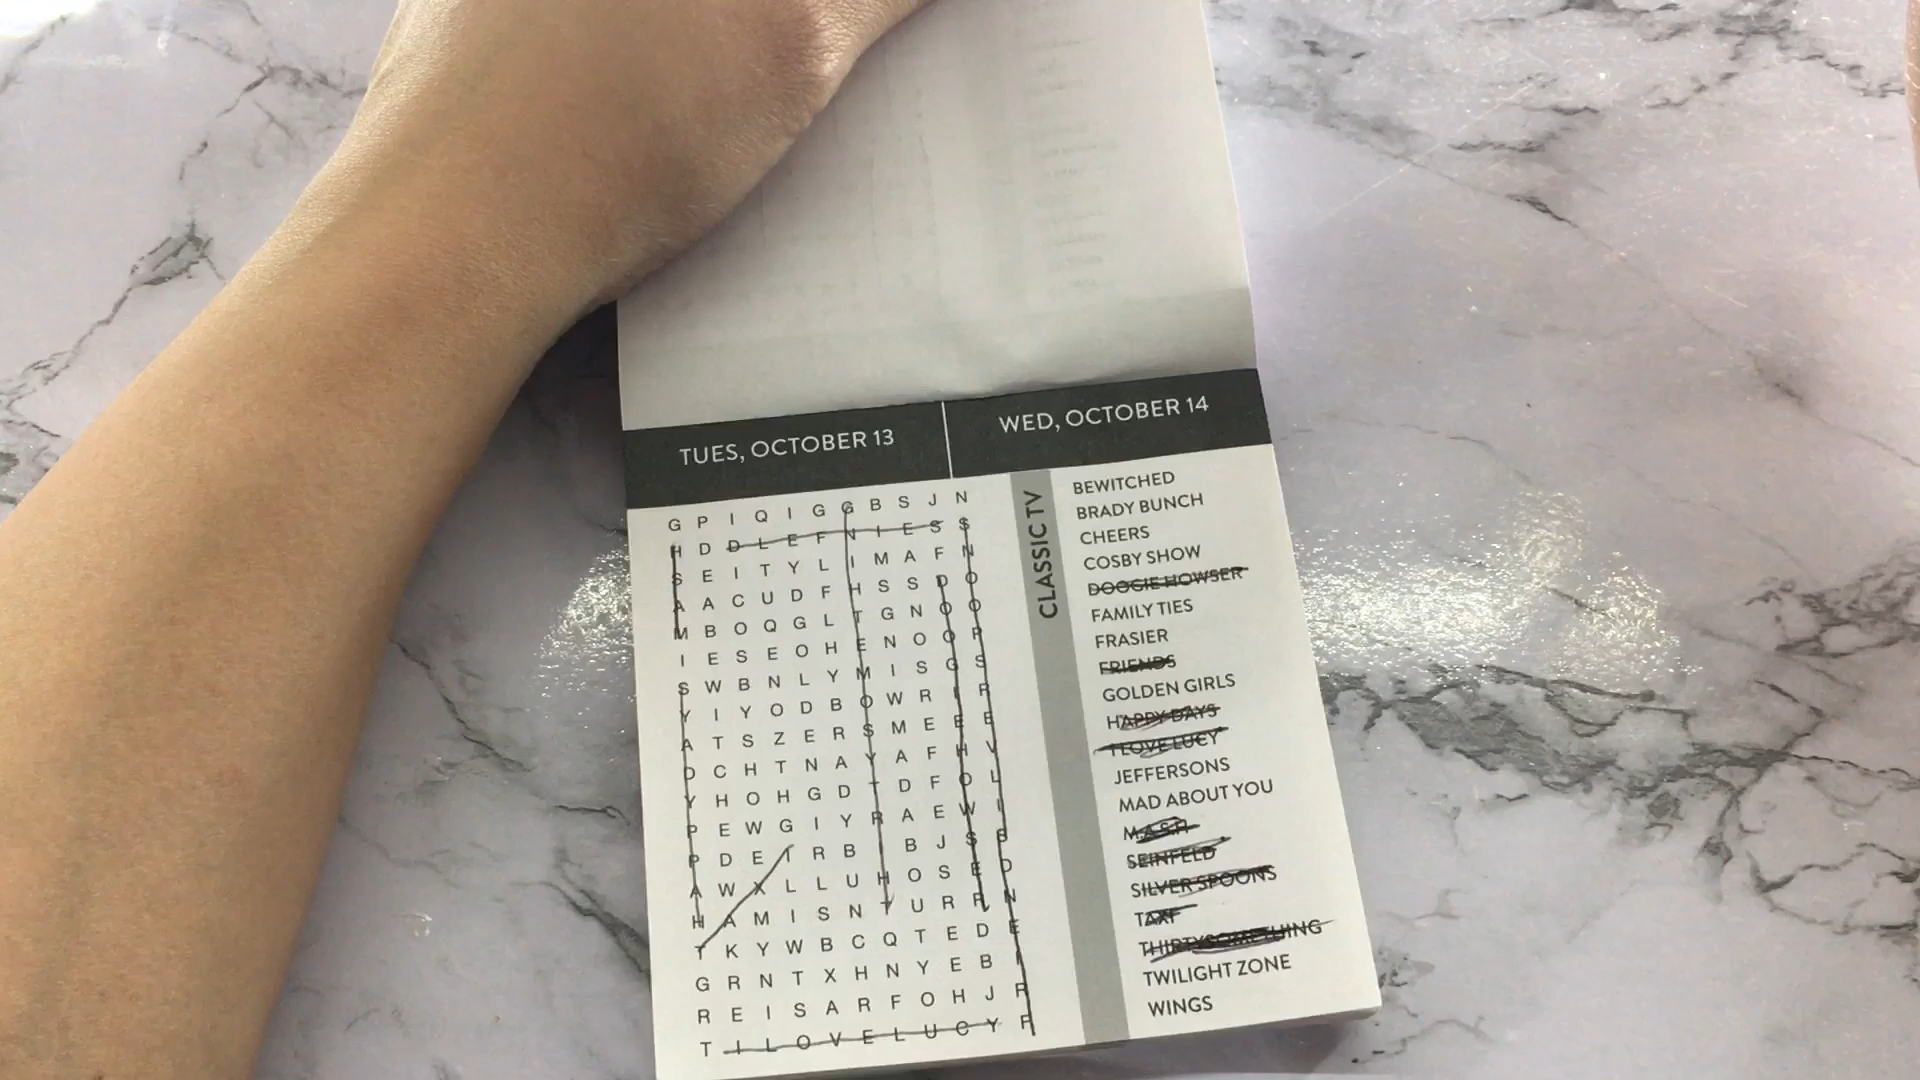 TUES, OCTOBER 13
WED, OCTOBER 14
G P I Q I G G B S J N
H D D L E F N I E S S
S E I T Y L I M A F N
A A C U D F H S S D O
M B O Q G L T G N O O
I E S E O H E N O O P
S W B N L Y M I S G S
Y I Y O D B O W R I R
A T S Z E R S M E E E
D C H T N A Y A F H V
Y H O H G D T D F O L
P E W G I Y R A E W I
P D E I R B I B J S B
A W X L L U H O S E D
H A M I S N T U R R N
T K Y W B C Q T E D E
G R N T X H N Y E B I
R E I S A R F O H J R
T I L O V E L U C Y F
CLASSIC TV
BEWITCHED
BRADY BUNCH
CHEERS
COSBY SHOW
DOOGIE HOWSER
FAMILY TIES
FRASIER
FRIENDS
GOLDEN GIRLS
HAPPY DAYS
I LOVE LUCY
JEFFERSONS
MAD ABOUT YOU
M.A.S.H
SEINFELD
SILVER SPOONS
TAXI
THIRTYSOMETHING
TWILIGHT ZONE
WINGS